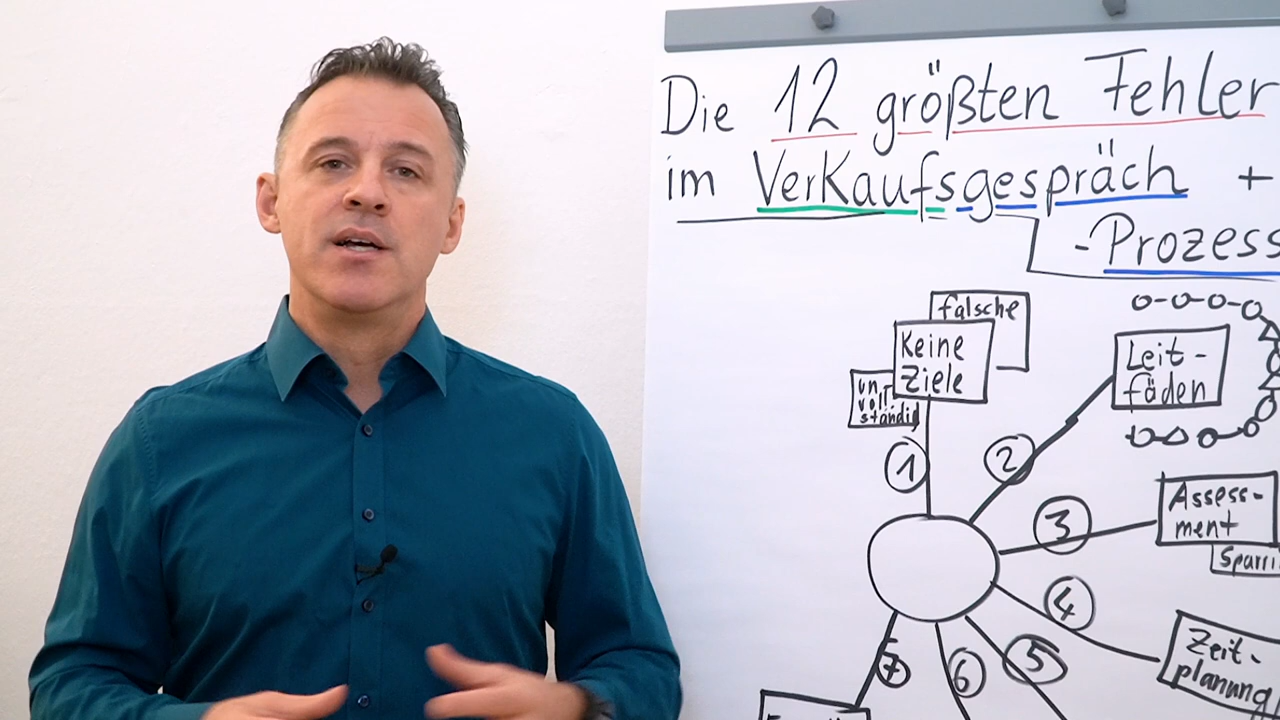 Die 12 größten Fehler
im Verkaufsgespräch +
-Prozess
falsche
Keine
Ziele
un
voll
ständig
1
2
Leit-
fäden
3
Assess-
ment
4
Zeit-
planung
5
6
7